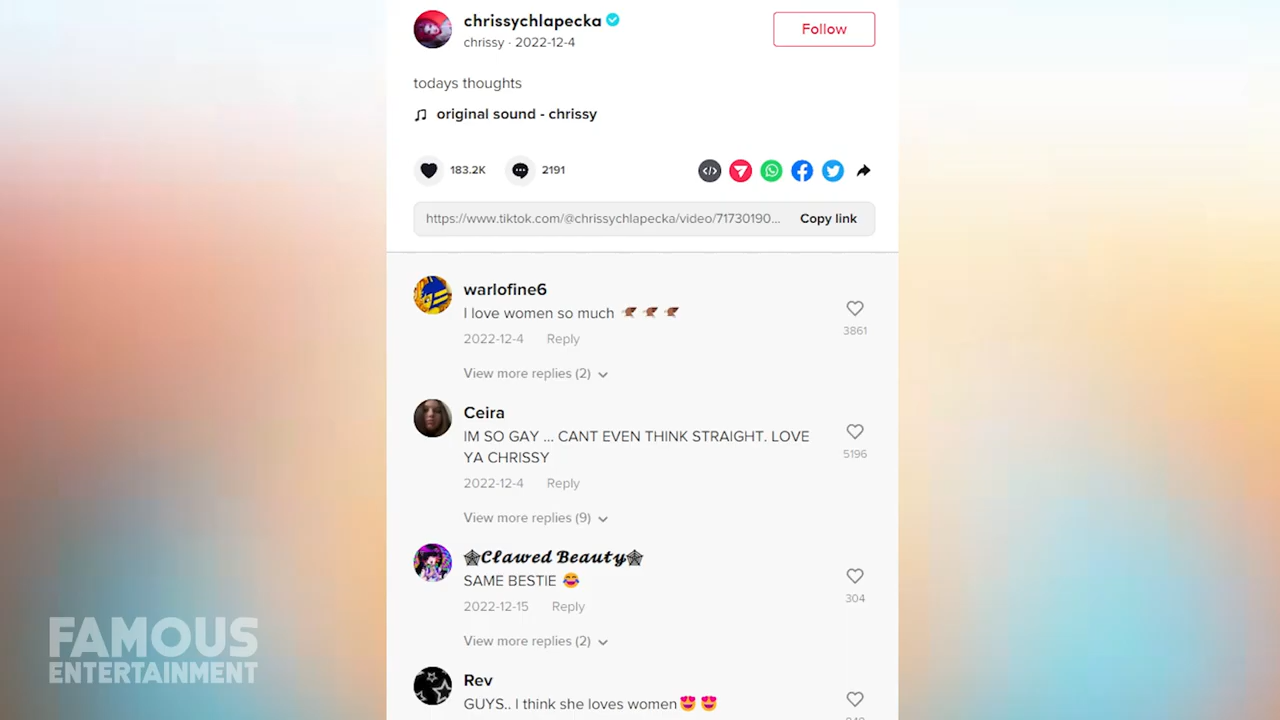 chrissychlapecka
chrissy · 2022-12-4
Follow
todays thoughts
original sound - chrissy
183.2K
2191
https://www.tiktok.com/@chrissychlapecka/video/71730190...
Copy link
warlofine6
I love women so much
3861
2022-12-4 Reply
View more replies (2)
Ceira
IM SO GAY ... CANT EVEN THINK STRAIGHT. LOVE
YA CHRISSY
5196
2022-12-4 Reply
View more replies (9)
𝓒𝓵𝓪𝔀𝓮𝓭 𝓑𝓮𝓪𝓾𝓽𝔂
SAME BESTIE 😂
304
2022-12-15 Reply
View more replies (2)
Rev
GUYS.. I think she loves women😍😍
FAMOUS
ENTERTAINMENT